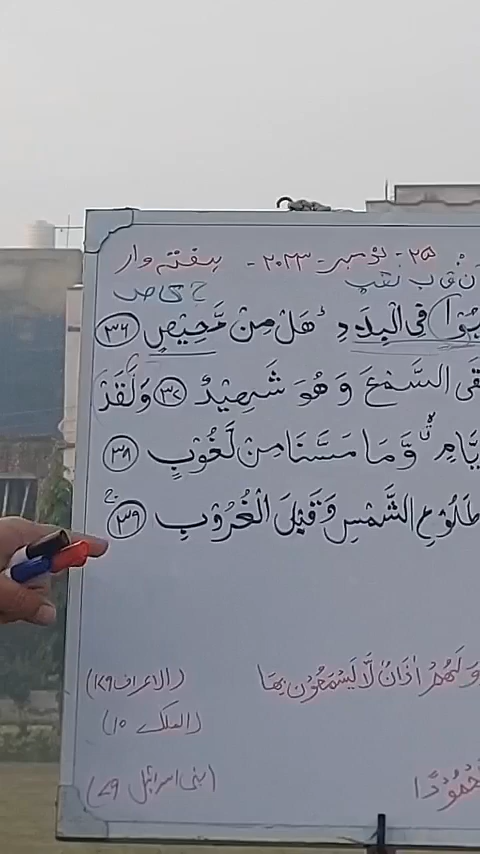 ۲۵ - نومبر - ۲۰۲۳ - ہفتہ وار
ن ق ب نقب ح ی ص
فِی الْبِلَادِ ؕ هَلْ مِنْ مَّحِیْصٍ ﴿۳۶﴾
السَّمْعَ وَ هُوَ شَهِیْدٌ ﴿۳۷﴾ وَ لَقَدْ
وَّ مَا مَسَّنَا مِنْ لُّغُوْبٍ ﴿۳۸﴾
طُلُوْعِ الشَّمْسِ وَ قَبْلَ الْغُرُوْبِ ﴿۳۹﴾ ج
وَ لَهُمْ اٰذَانٌ لَّا یَسْمَعُوْنَ بِهَا (الاعراف ۱۷۹)
(الملک ۱۰)
(بنی اسرائیل ۷۹)